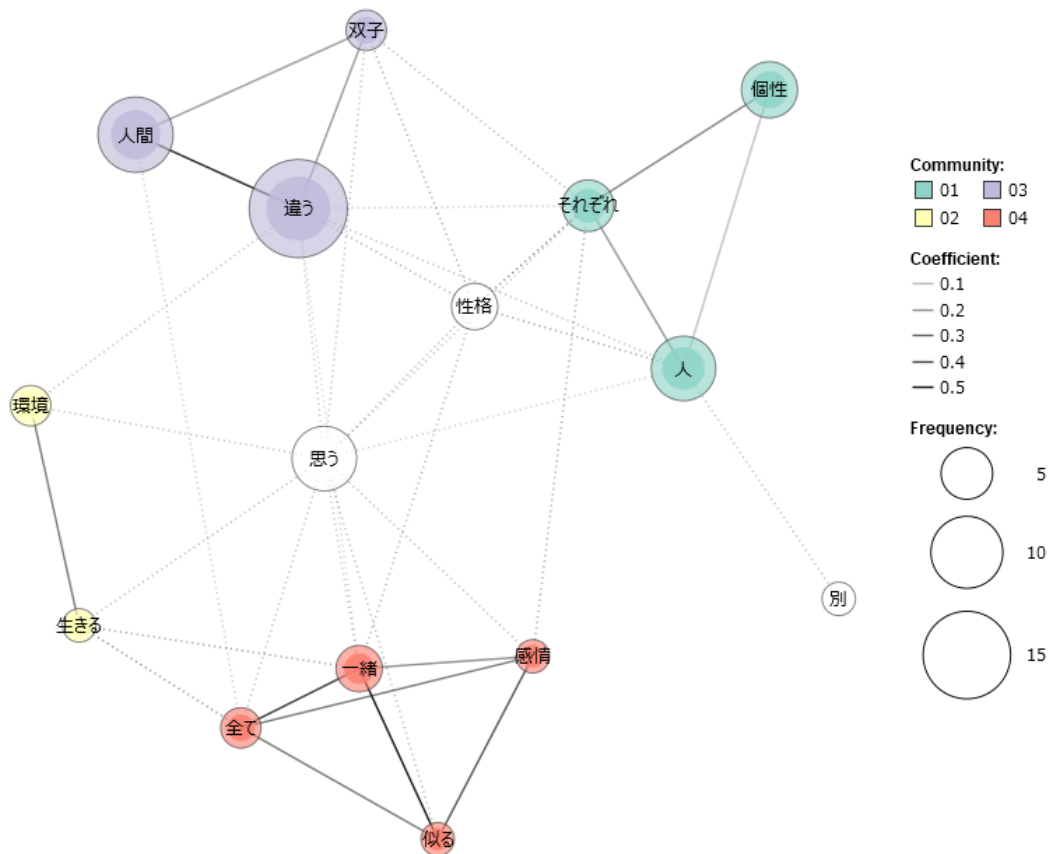 双子
個性
人間
違う
それぞれ
性格
人
環境
思う
別
生きる
一緒
感情
全て
似る
Community:
01 03
02 04
Coefficient:
0.1
0.2
0.3
0.4
0.5
Frequency:
5
10
15